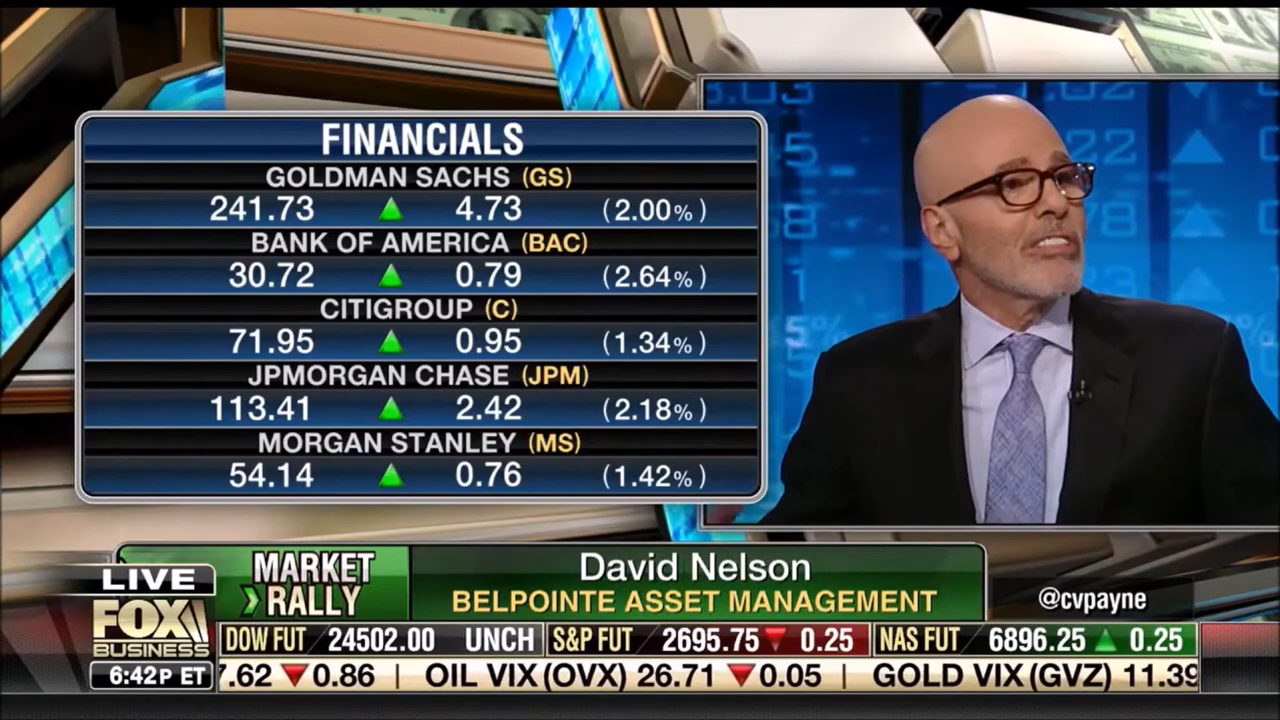 FINANCIALS
GOLDMAN SACHS (GS)
241.73 ▲ 4.73 (2.00%)
BANK OF AMERICA (BAC)
30.72 ▲ 0.79 (2.64%)
CITIGROUP (C)
71.95 ▲ 0.95 (1.34%)
JPMORGAN CHASE (JPM)
113.41 ▲ 2.42 (2.18%)
MORGAN STANLEY (MS)
54.14 ▲ 0.76 (1.42%)
LIVE
FOX
BUSINESS
6:42P ET
MARKET
RALLY
David Nelson
BELPOINTE ASSET MANAGEMENT
@cvpayne
DOW FUT 24502.00 UNCH S&P FUT 2695.75 ▼ 0.25 NAS FUT 6896.25 ▲ 0.25
7.62 ▼0.86 | OIL VIX (OVX) 26.71 ▼0.05 | GOLD VIX (GVZ) 11.39